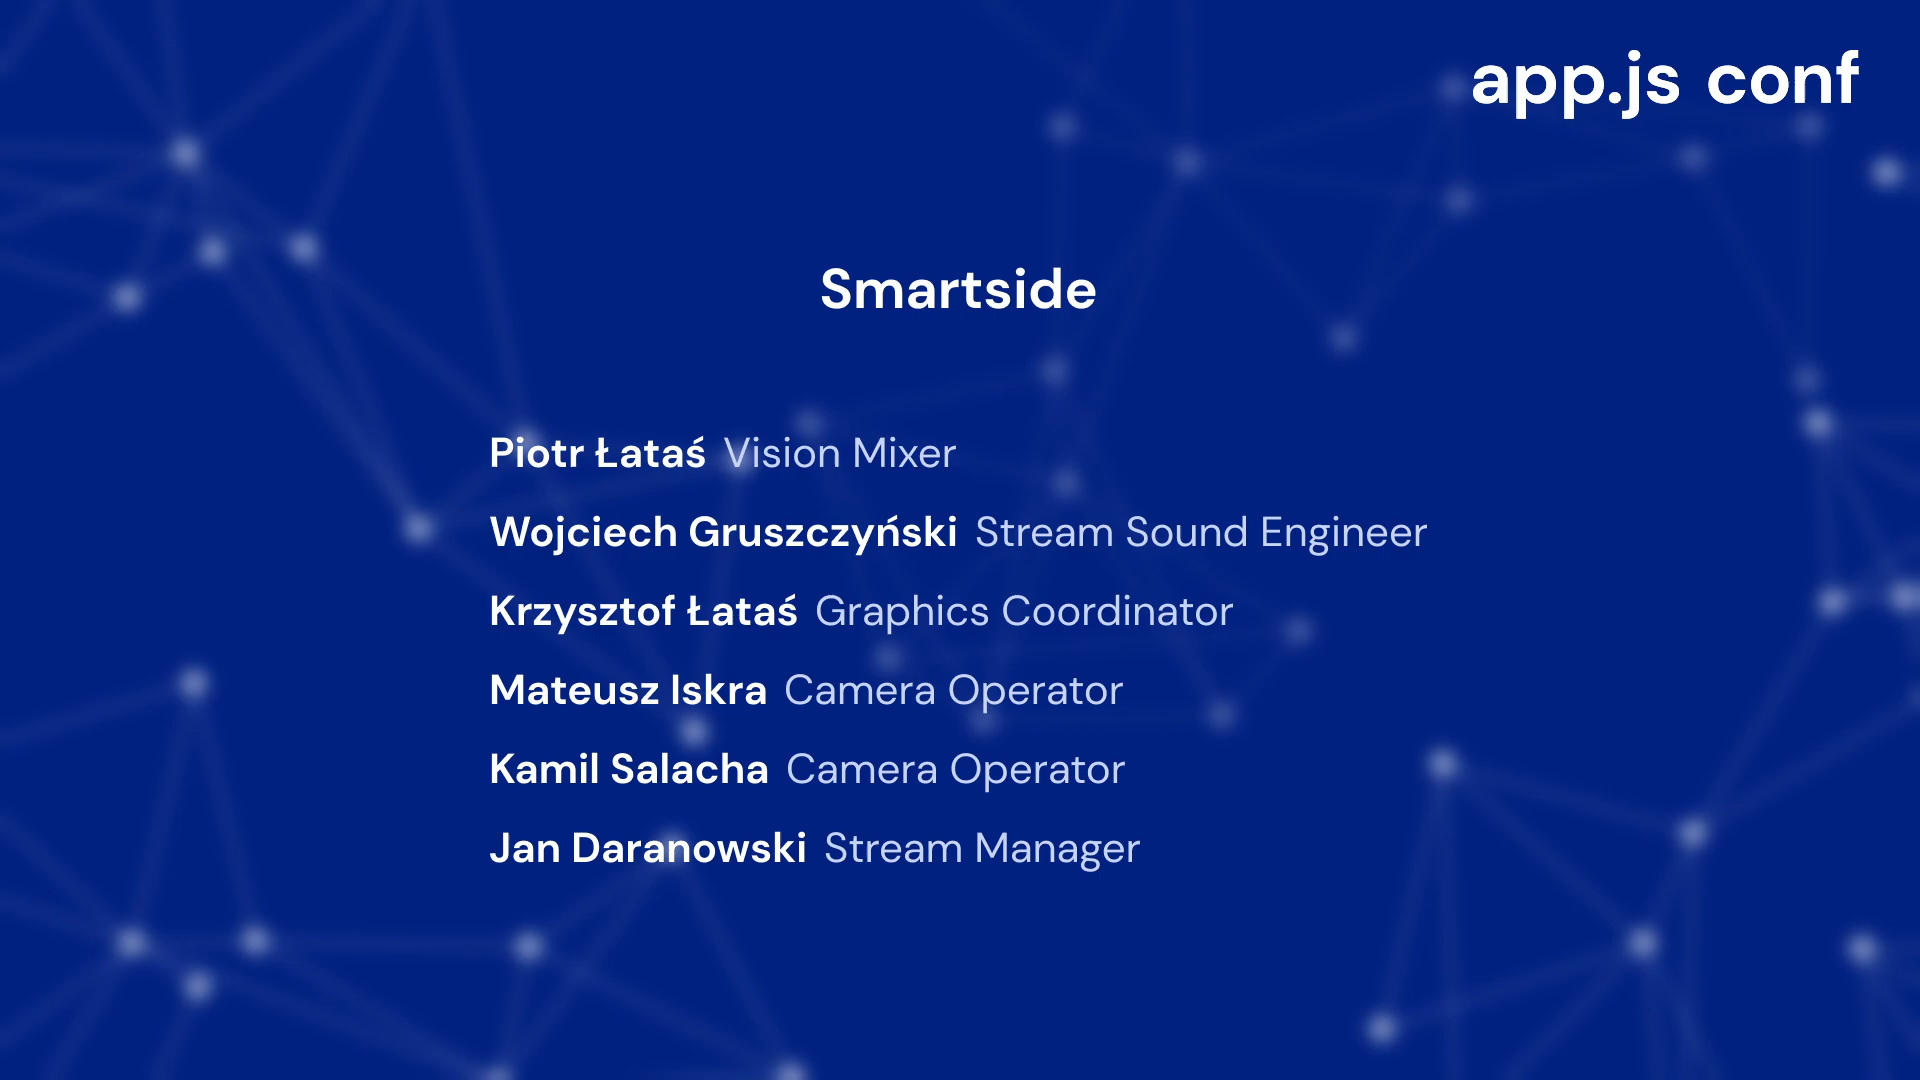 app.js conf
Smartside
Piotr Łataś Vision Mixer
Wojciech Gruszczyński Stream Sound Engineer
Krzysztof Łataś Graphics Coordinator
Mateusz Iskra Camera Operator
Kamil Salacha Camera Operator
Jan Daranowski Stream Manager